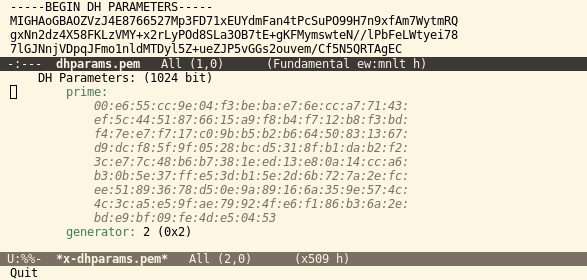 -----BEGIN DH PARAMETERS-----
MIGHAoGBAOZVzJ4E8766527Mp3FD71xEUYdmFan4tPcSuPO99H7n9xfAm7WytmRQ
gxNn2dz4X58FKLzVMY+x2rLyPOd8SLa3OB7tE+gKFMymswteN//lPbFeLWtyei78
7lGJNnjVDpqJFmo1nldMTDyl5Z+ueZJP5vGGs2ouvem/Cf5N5QRTAgEC
-:--- dhparams.pem All (1,0) (Fundamental ew:mnlt h)
DH Parameters: (1024 bit)
prime:
00:e6:55:cc:9e:04:f3:be:ba:e7:6e:cc:a7:71:43:
ef:5c:44:51:87:66:15:a9:f8:b4:f7:12:b8:f3:bd:
f4:7e:e7:f7:17:c0:9b:b5:b2:b6:64:50:83:13:67:
d9:dc:f8:5f:9f:05:28:bc:d5:31:8f:b1:da:b2:f2:
3c:e7:7c:48:b6:b7:38:1e:ed:13:e8:0a:14:cc:a6:
b3:0b:5e:37:ff:e5:3d:b1:5e:2d:6b:72:7a:2e:fc:
ee:51:89:36:78:d5:0e:9a:89:16:6a:35:9e:57:4c:
4c:3c:a5:e5:9f:ae:79:92:4f:e6:f1:86:b3:6a:2e:
bd:e9:bf:09:fe:4d:e5:04:53
generator: 2 (0x2)
U:%%- *x-dhparams.pem* All (2,0) (x509 h)
Quit